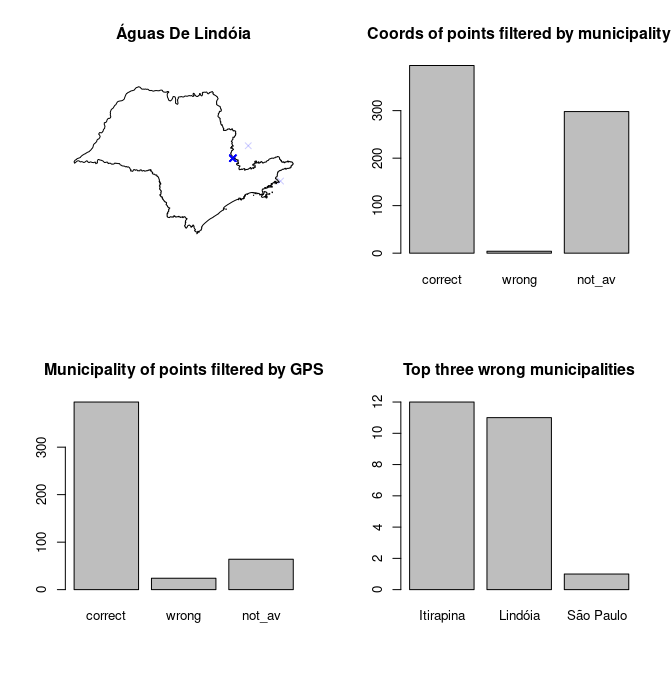 Águas De Lindóia
Coords of points filtered by municipality
0 100 200 300
correct wrong not_av
Municipality of points filtered by GPS
0 100 200 300
correct wrong not_av
Top three wrong municipalities
0 2 4 6 8 10 12
Itirapina Lindóia São Paulo